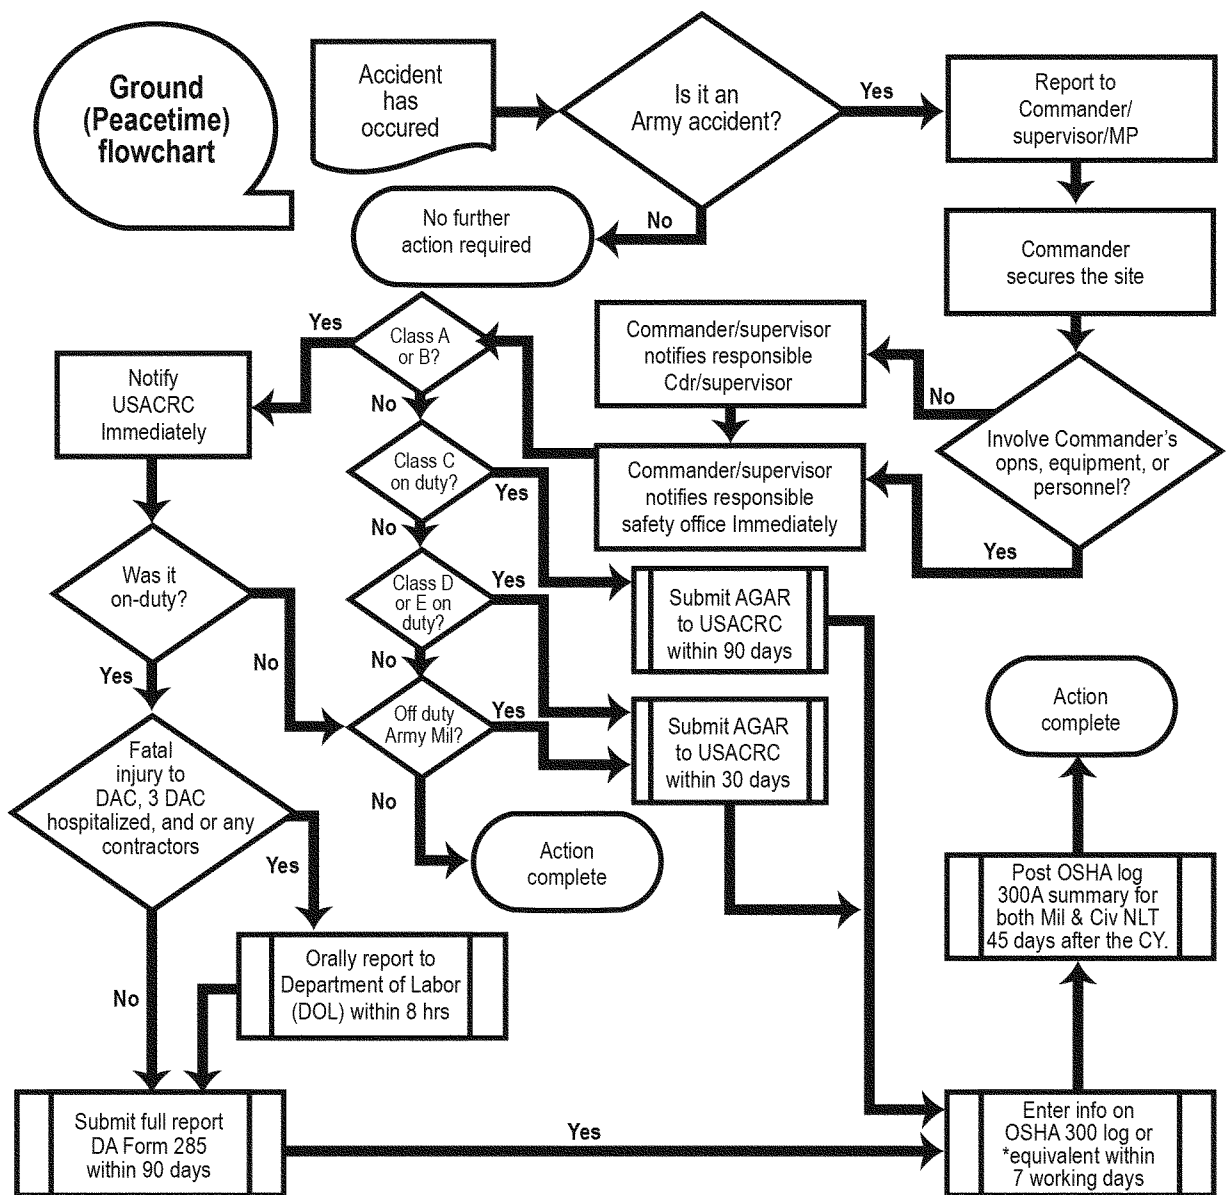 Ground
(Peacetime)
flowchart
Accident
has
occured
Is it an
Army accident?
Yes
Report to
Commander/
supervisor/MP
No
No further
action required
Commander
secures the site
Yes
Class A
or B?
Commander/supervisor
notifies responsible
Cdr/supervisor
No
Notify
USACRC
Immediately
No
Involve Commander's
opns, equipment, or
personnel?
Class C
on duty?
Yes
Commander/supervisor
notifies responsible
safety office Immediately
No
Yes
Was it
on-duty?
Class D
or E on
duty?
Yes
Submit AGAR
to USACRC
within 90 days
No
No
Yes
Off duty
Army Mil?
Yes
Submit AGAR
to USACRC
within 30 days
Action
complete
Fatal
injury to
DAC, 3 DAC
hospitalized, and or any
contractors
No
Yes
Action
complete
Post OSHA log
300A summary for
both Mil & Civ NLT
45 days after the CY.
Orally report to
Department of Labor
(DOL) within 8 hrs
No
Submit full report
DA Form 285
within 90 days
Yes
Enter info on
OSHA 300 log or
*equivalent within
7 working days